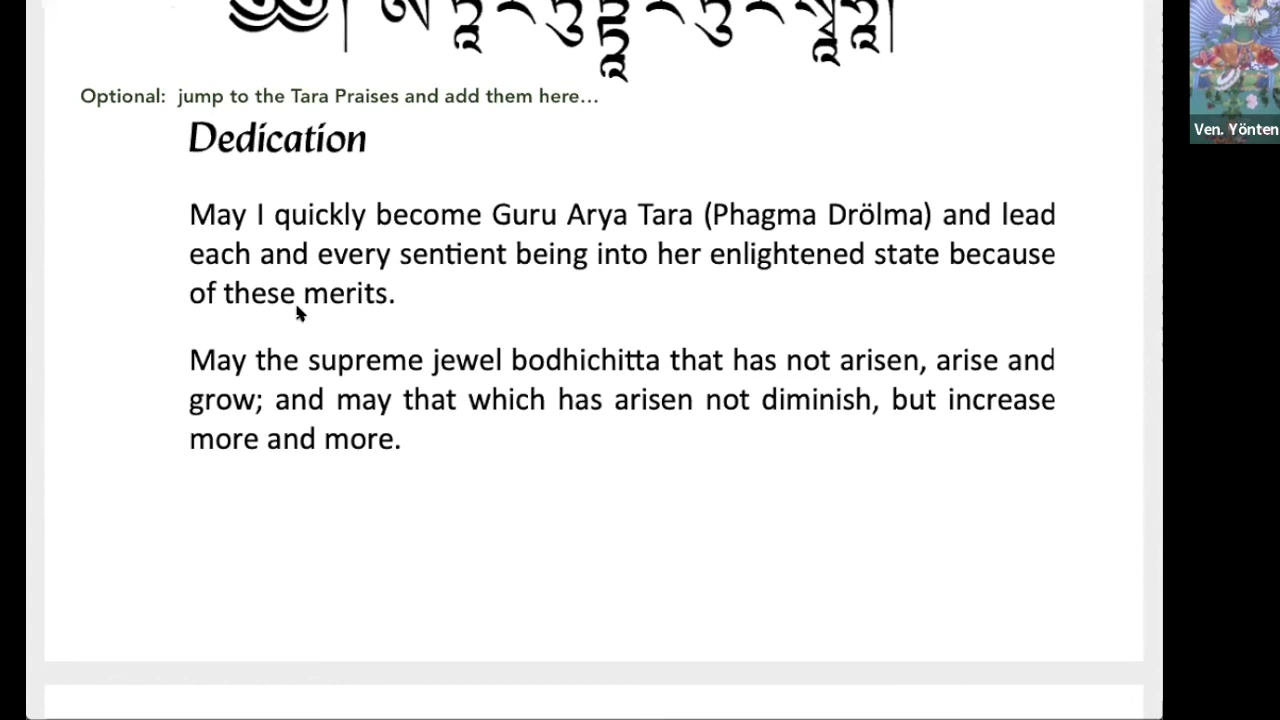 Optional: jump to the Tara Praises and add them here…
Dedication
Ven. Yönten
May I quickly become Guru Arya Tara (Phagma Drölma) and lead
each and every sentient being into her enlightened state because
of these merits.
May the supreme jewel bodhichitta that has not arisen, arise and
grow; and may that which has arisen not diminish, but increase
more and more.